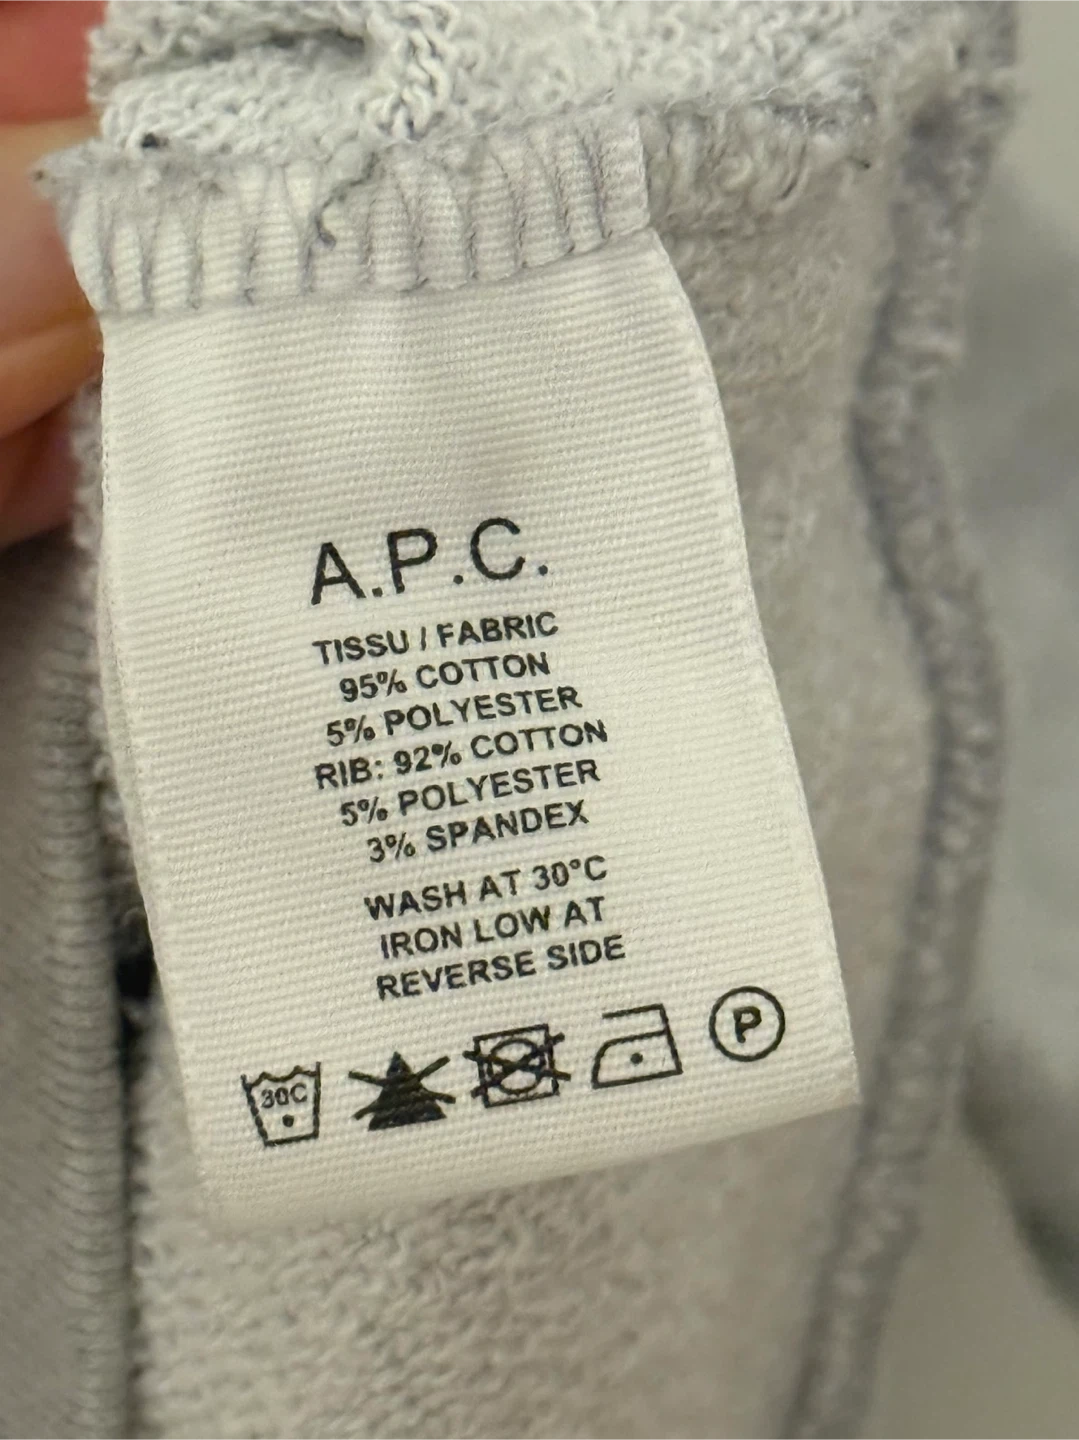 A.P.C.
TISSU / FABRIC
95% COTTON
5% POLYESTER
RIB: 92% COTTON
5% POLYESTER
3% SPANDEX
WASH AT 30°C
IRON LOW AT
REVERSE SIDE
30C
P